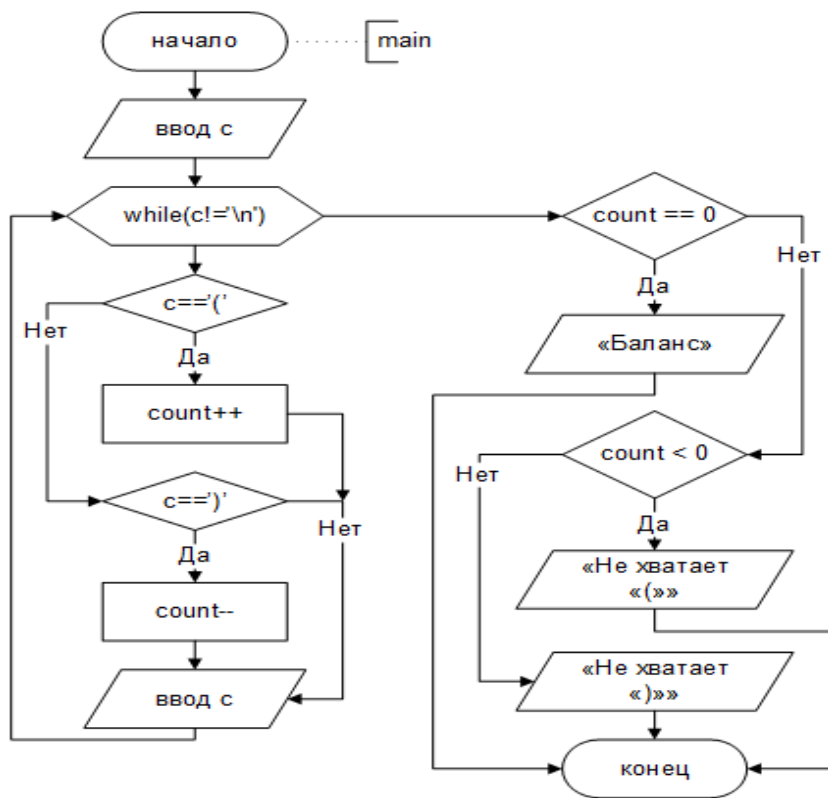 начало
main
ввод с
while(c!='\n')
c=='('
Нет
Да
count++
c==')'
Нет
Да
count--
ввод с
count == 0
Нет
Да
«Баланс»
count < 0
Нет
Да
«Не хватает
«(»»
«Не хватает
«)»»
конец